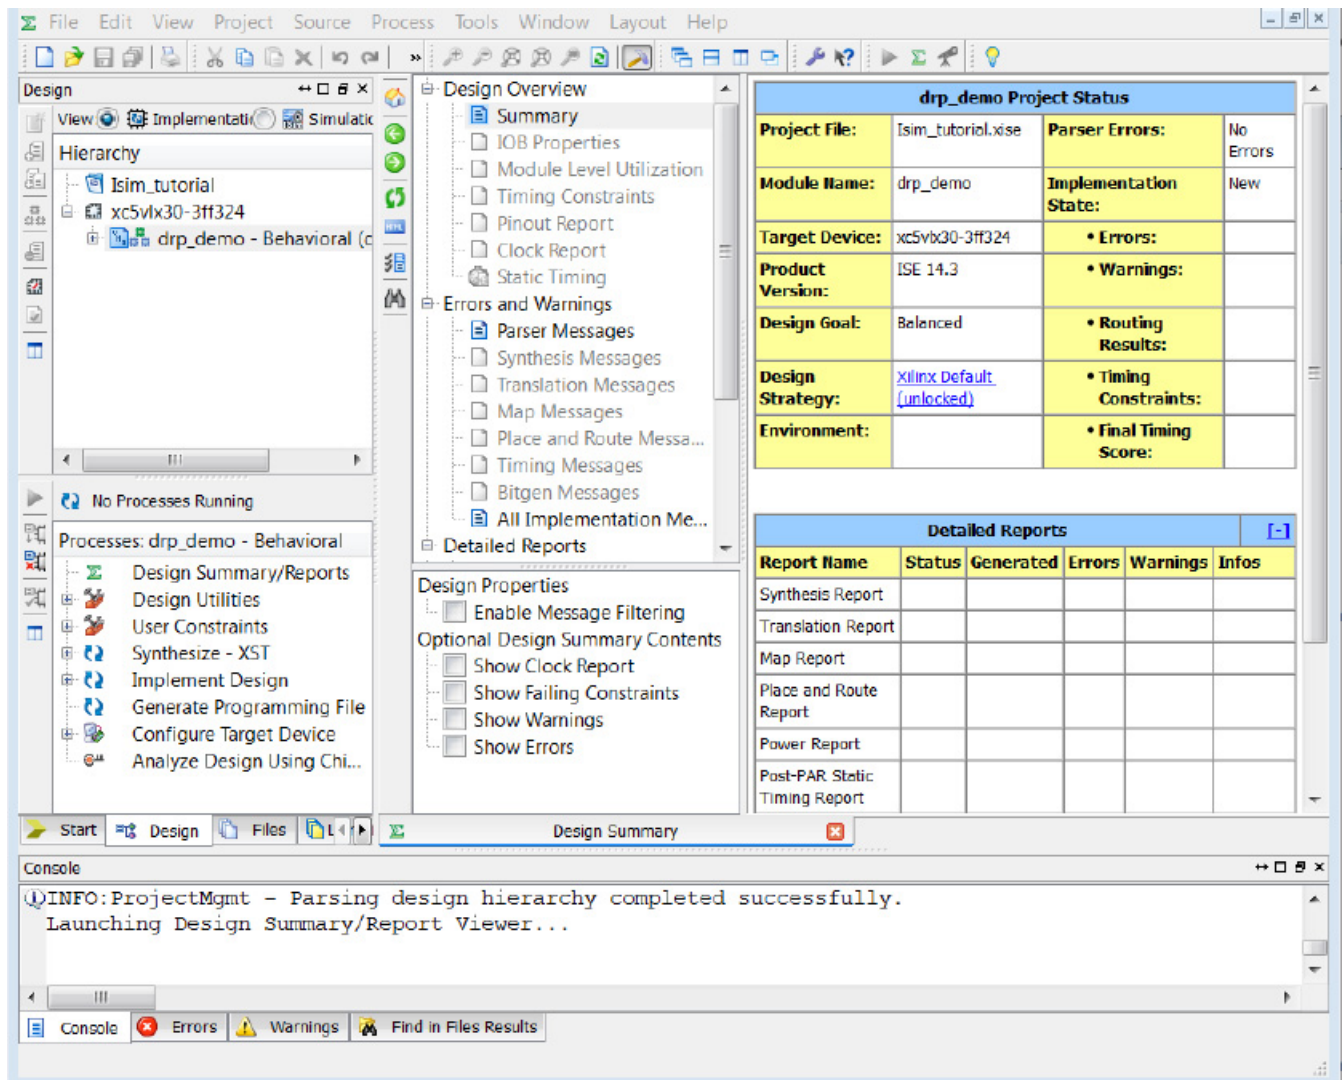 File Edit View Project Source Process Tools Window Layout Help
»
Design
View Implementati Simulatic
Hierarchy
Isim_tutorial
xc5vlx30-3ff324
drp_demo - Behavioral (c
No Processes Running
Processes: drp_demo - Behavioral
Design Summary/Reports
Design Utilities
User Constraints
Synthesize - XST
Implement Design
Generate Programming File
Configure Target Device
Analyze Design Using Chi...
Start Design Files L
Design Overview
Summary
IOB Properties
Module Level Utilization
Timing Constraints
Pinout Report
Clock Report
Static Timing
Errors and Warnings
Parser Messages
Synthesis Messages
Translation Messages
Map Messages
Place and Route Messa...
Timing Messages
Bitgen Messages
All Implementation Me...
Detailed Reports
Design Properties
Enable Message Filtering
Optional Design Summary Contents
Show Clock Report
Show Failing Constraints
Show Warnings
Show Errors
Design Summary
drp_demo Project Status
Project File: Isim_tutorial.xise Parser Errors: No
Errors
Module Name: drp_demo Implementation New
State:
Target Device: xc5vlx30-3ff324 • Errors:
Product ISE 14.3 • Warnings:
Version:
Design Goal: Balanced • Routing
Results:
Design Xilinx Default • Timing
Strategy: (unlocked) Constraints:
Environment: • Final Timing
Score:
Detailed Reports [-]
Report Name Status Generated Errors Warnings Infos
Synthesis Report
Translation Report
Map Report
Place and Route
Report
Power Report
Post-PAR Static
Timing Report
Console
INFO:ProjectMgmt - Parsing design hierarchy completed successfully.
Launching Design Summary/Report Viewer...
Console Errors Warnings Find in Files Results